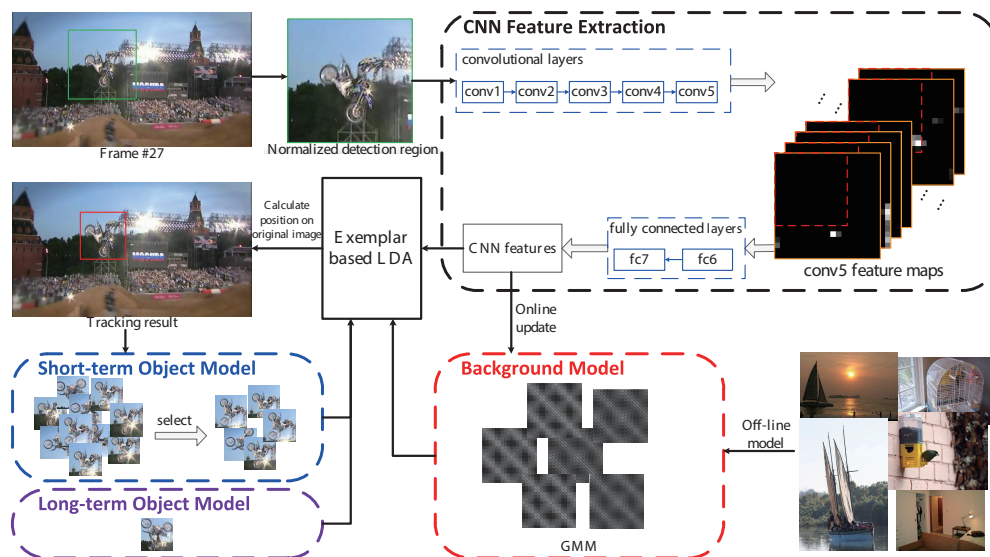 CNN Feature Extraction
convolutional layers
conv1
conv2
conv3
conv4
conv5
Frame #27
Normalized detection region
conv5 feature maps
fully connected layers
fc7
fc6
CNN features
Exemplar
based LDA
Calculate
position on
original image
Tracking result
Online
update
Short-term Object Model
select
Long-term Object Model
Background Model
GMM
Off-line
model